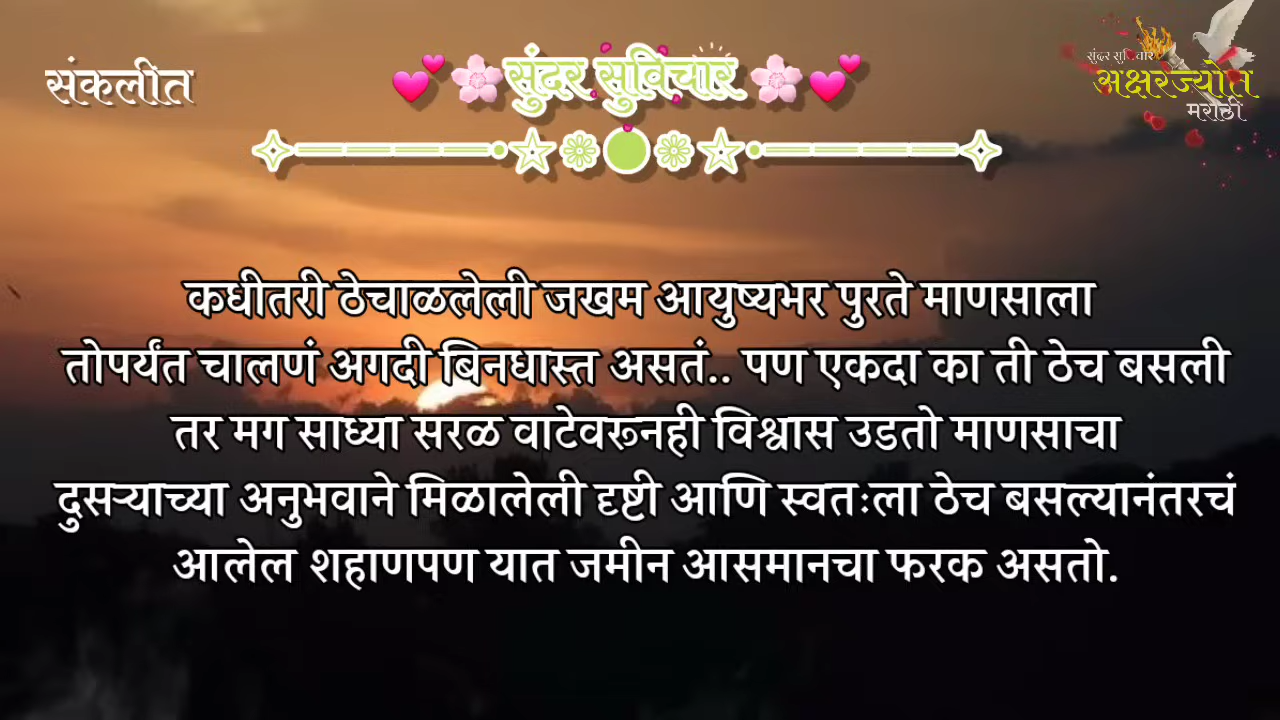 संकलीत
सुंदर सुविचार
सुंदर सुविचार
अक्षरज्योत
मराठी
कधीतरी ठेचाळलेली जखम आयुष्यभर पुरते माणसाला
तोपर्यंत चालणं अगदी बिनधास्त असतं.. पण एकदा का ती ठेच बसली
तर मग साध्या सरळ वाटेवरूनही विश्वास उडतो माणसाचा
दुसऱ्याच्या अनुभवाने मिळालेली दृष्टी आणि स्वतःला ठेच बसल्यानंतरचं
आलेल शहाणपण यात जमीन आसमानचा फरक असतो.